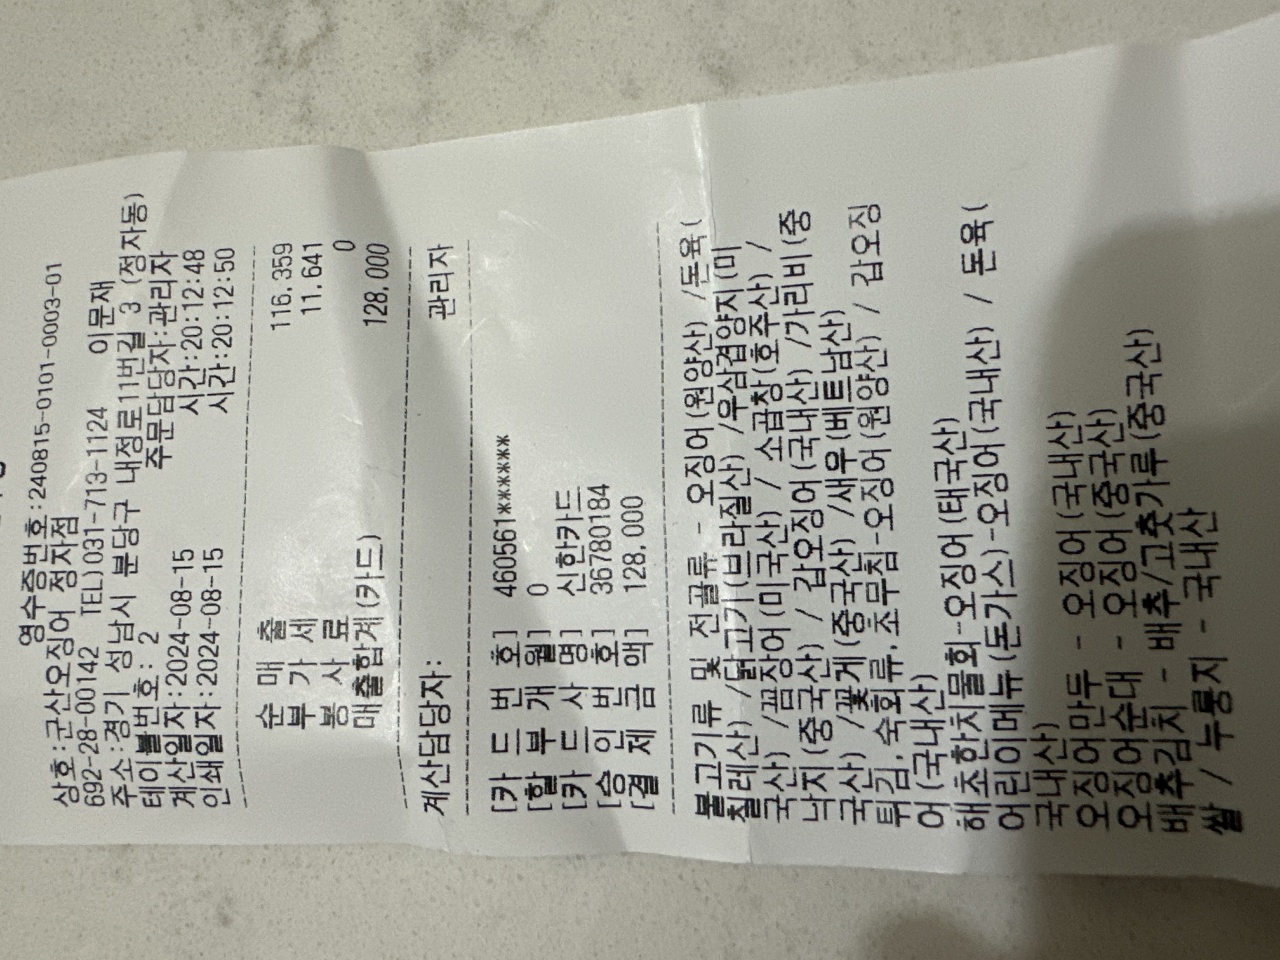 영수증번호:240815-0101-0003-01
상호:군산오징어 정자점
692-28-00142 TEL)031-713-1124 이문재
주소:경기 성남시 분당구 내정로11번길 3 (정자동)
테이블번호: 2 주문담당자:관리자
계산일자:2024-08-15 시간:20:12:48
인쇄일자:2024-08-15 시간:20:12:50
순 매 출 116,359
부 가 세 11,641
봉 사 료 0
매출합계(카드) 128,000
계산담당자: 관리자
[카 드 번 호] 460561******
[할 부 개 월] 0
[카 드 사 명] 신한카드
[승 인 번 호] 36780184
[결 제 금 액] 128,000
불고기류 및 전골류 - 오징어(원양산) /돈육(
칠레산) /닭고기(브라질산) /우삼겹양지(미
국산) /꼼장어(미국산) / 소곱창(호주산) /
낙지(중국산) / 갑오징어(국내산) /가리비(중
국산) /꽃게(중국산) /새우(베트남산)
튀김,숙회류,초무침-오징어(원양산) / 갑오징
어(국내산)
해초한치물회-오징어(태국산)
어린이메뉴(돈가스)-오징어(국내산) / 돈육(
국내산)
오징어만두 - 오징어(국내산)
오징어순대 - 오징어(중국산)
배추김치 - 배추/고춧가루(중국산)
쌀 / 누룽지 - 국내산